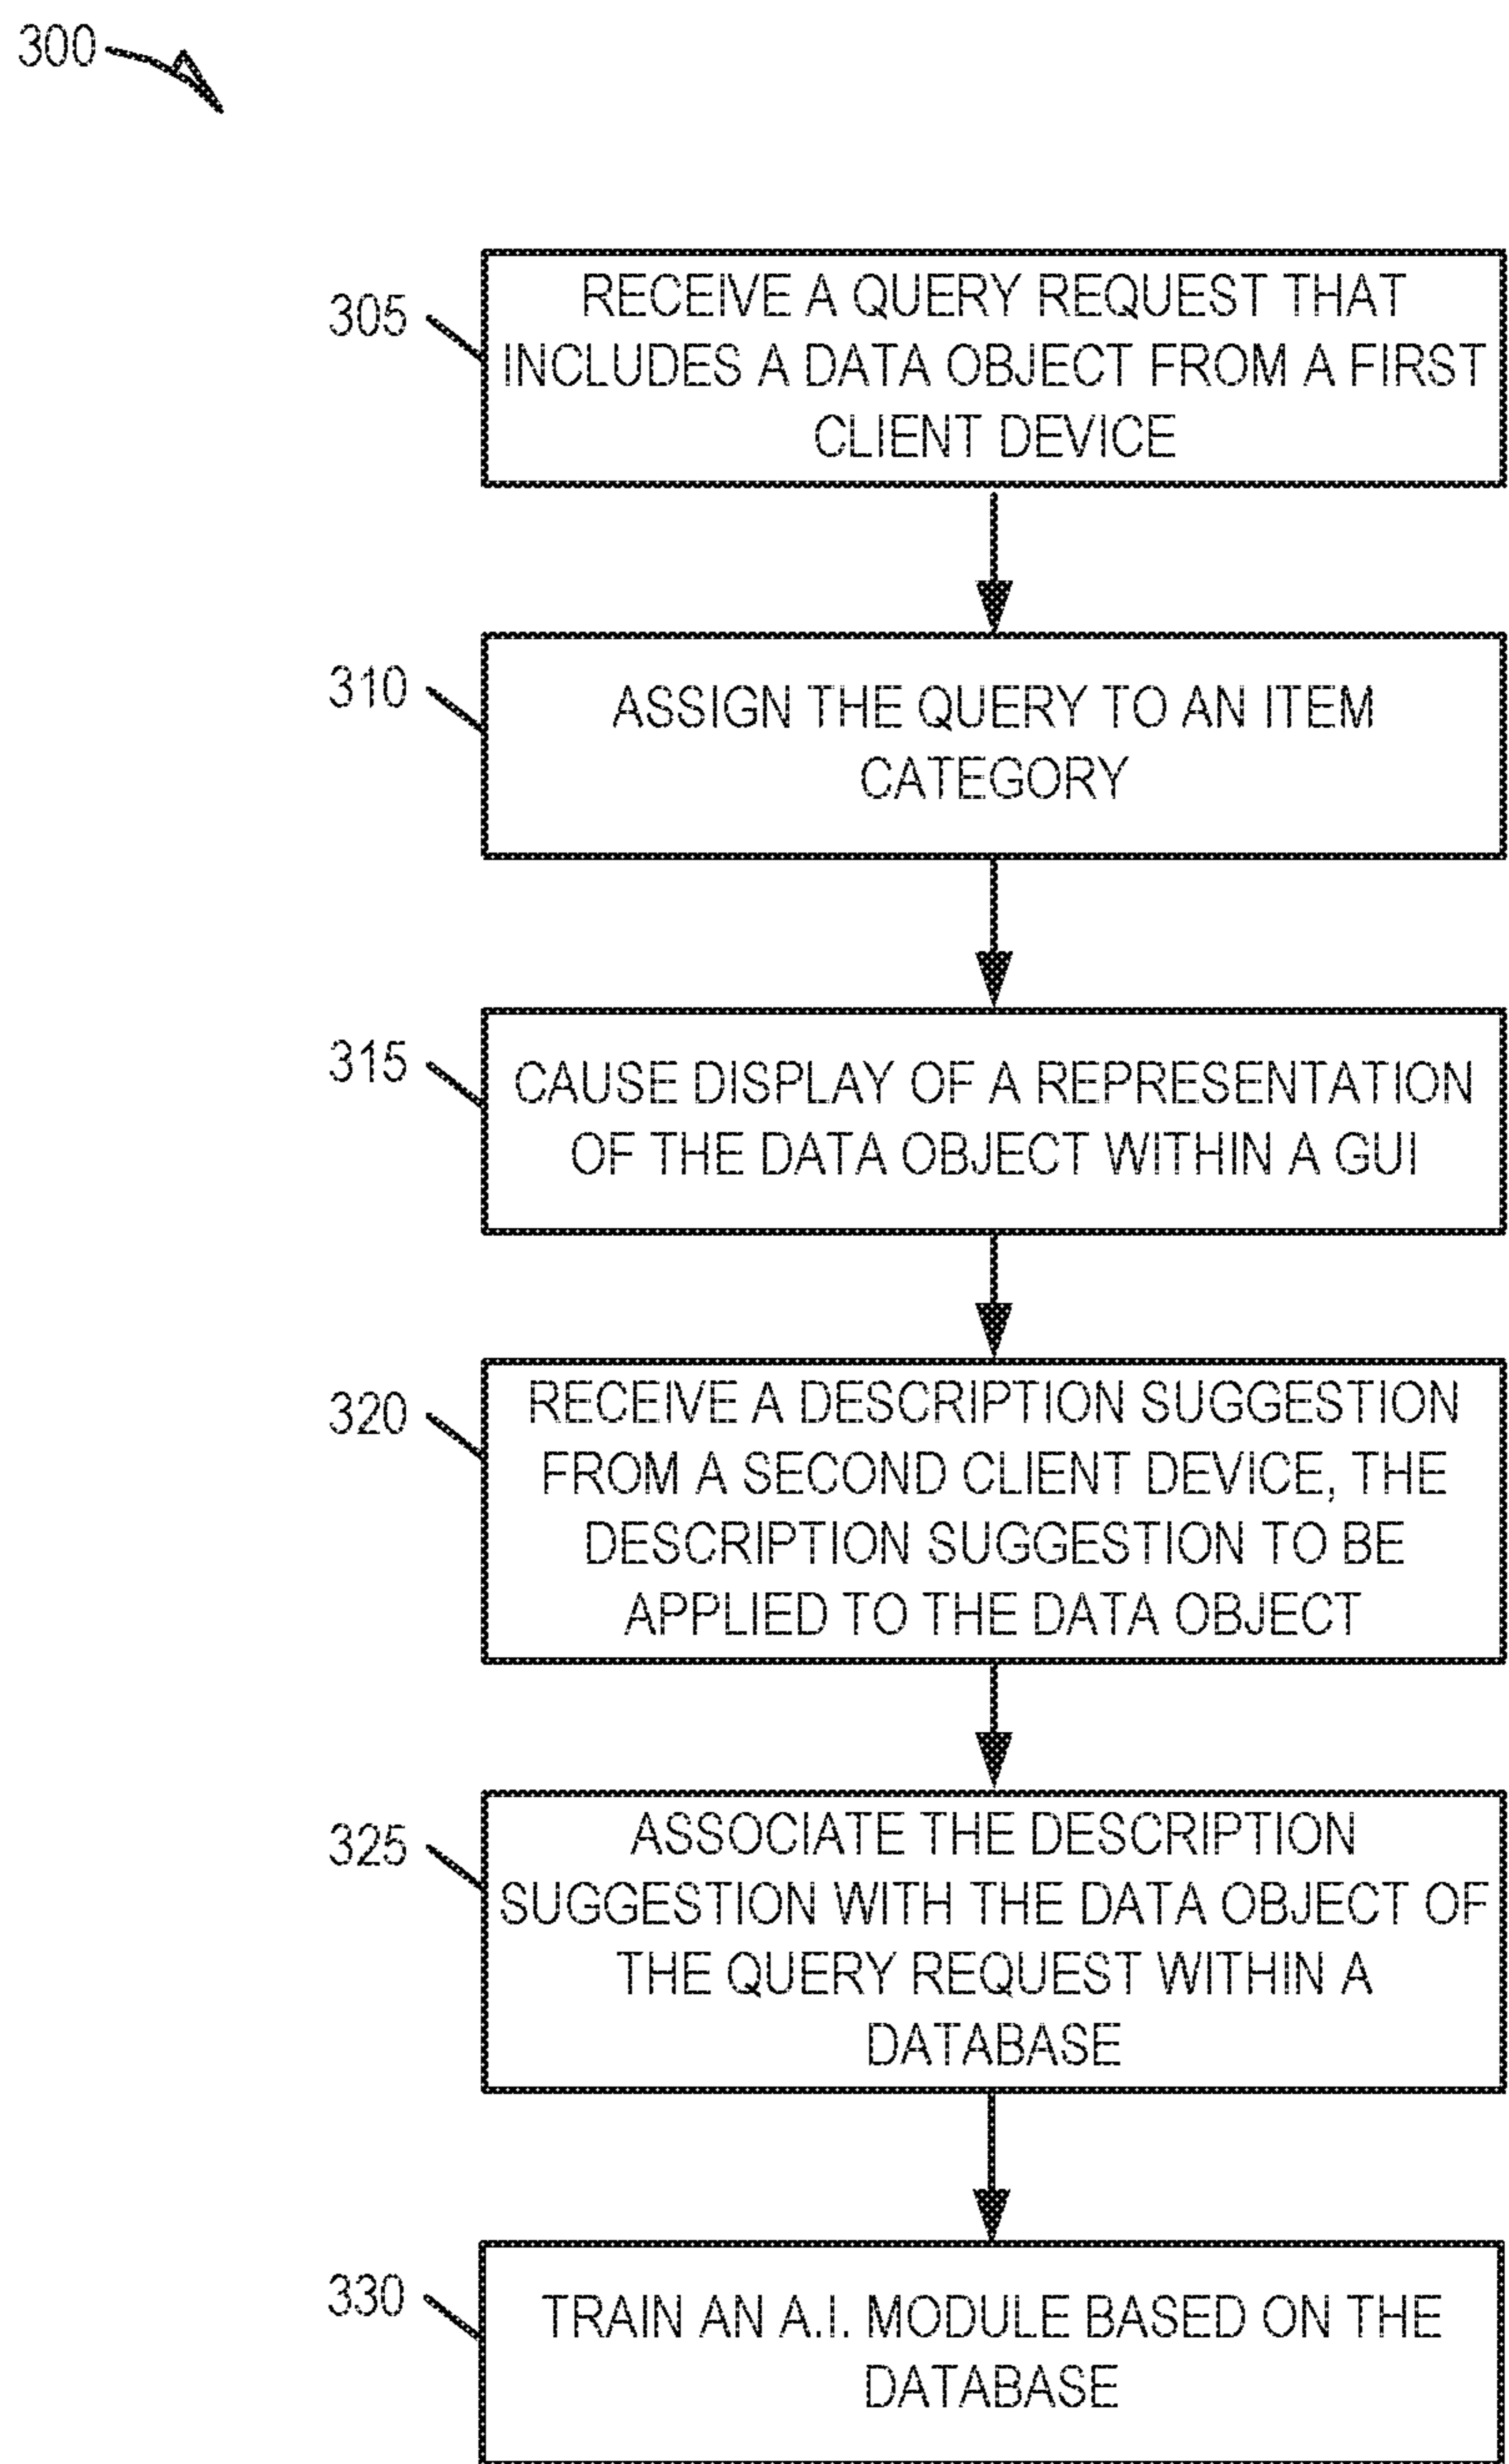 300
305
RECEIVE A QUERY REQUEST THAT
INCLUDES A DATA OBJECT FROM A FIRST
CLIENT DEVICE
310
ASSIGN THE QUERY TO AN ITEM
CATEGORY
315
CAUSE DISPLAY OF A REPRESENTATION
OF THE DATA OBJECT WITHIN A GUI
320
RECEIVE A DESCRIPTION SUGGESTION
FROM A SECOND CLIENT DEVICE, THE
DESCRIPTION SUGGESTION TO BE
APPLIED TO THE DATA OBJECT
325
ASSOCIATE THE DESCRIPTION
SUGGESTION WITH THE DATA OBJECT OF
THE QUERY REQUEST WITHIN A
DATABASE
330
TRAIN AN A.I. MODULE BASED ON THE
DATABASE